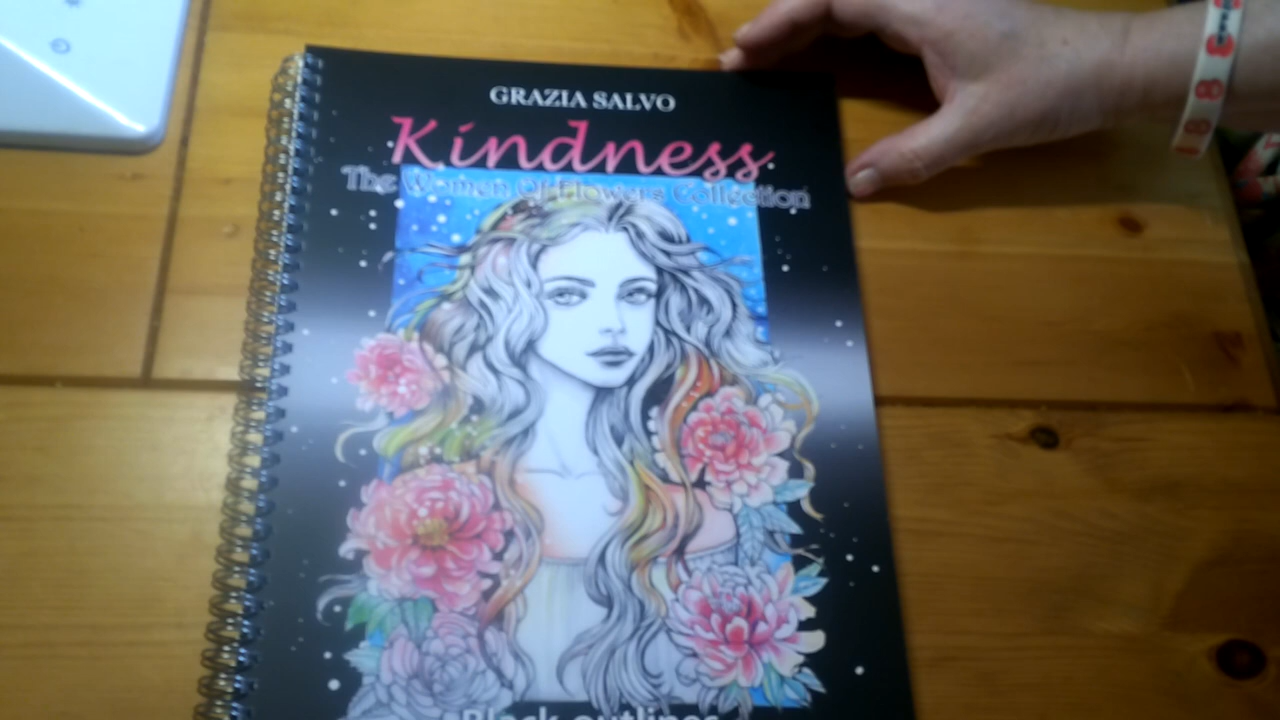 GRAZIA SALVO
Kindness
The Women Of Flowers Collection
Black outlines